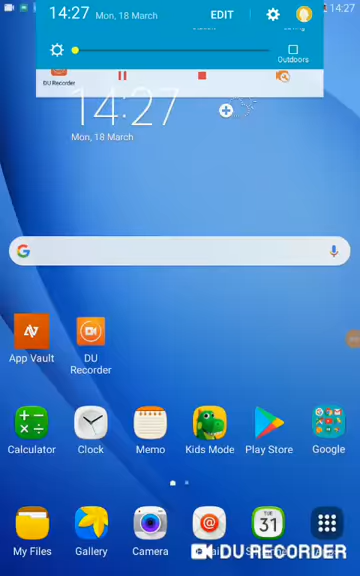 14:27
14:27 Mon, 18 March EDIT
Outdoors
DU Recorder
14:27
Mon, 18 March
App Vault
DU Recorder
Calculator Clock Memo Kids Mode Play Store Google
TUE
31
My Files Gallery Camera
DU RECORDER